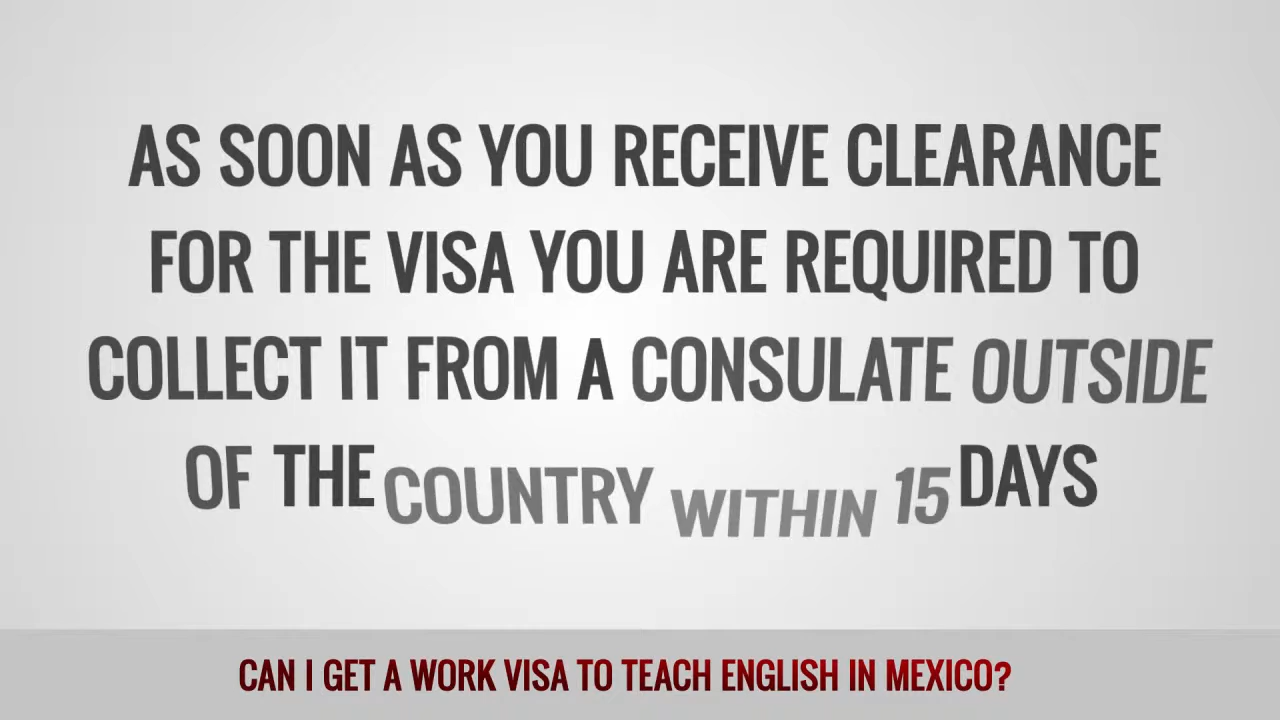 AS SOON AS YOU RECEIVE CLEARANCE
FOR THE VISA YOU ARE REQUIRED TO
COLLECT IT FROM A CONSULATE OUTSIDE
OF THE COUNTRY WITHIN 15 DAYS
CAN I GET A WORK VISA TO TEACH ENGLISH IN MEXICO?